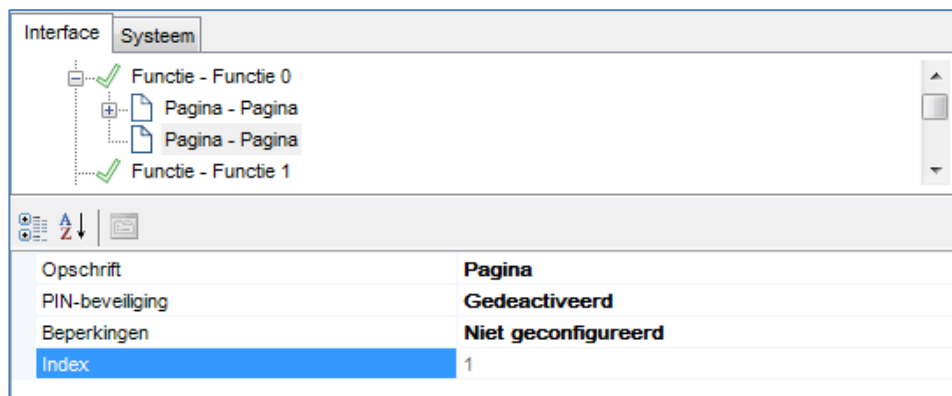 Interface Systeem
Functie - Functie 0
Pagina - Pagina
Pagina - Pagina
Functie - Functie 1
A
Z
Opschrift Pagina
PIN-beveiliging Gedeactiveerd
Beperkingen Niet geconfigureerd
Index 1